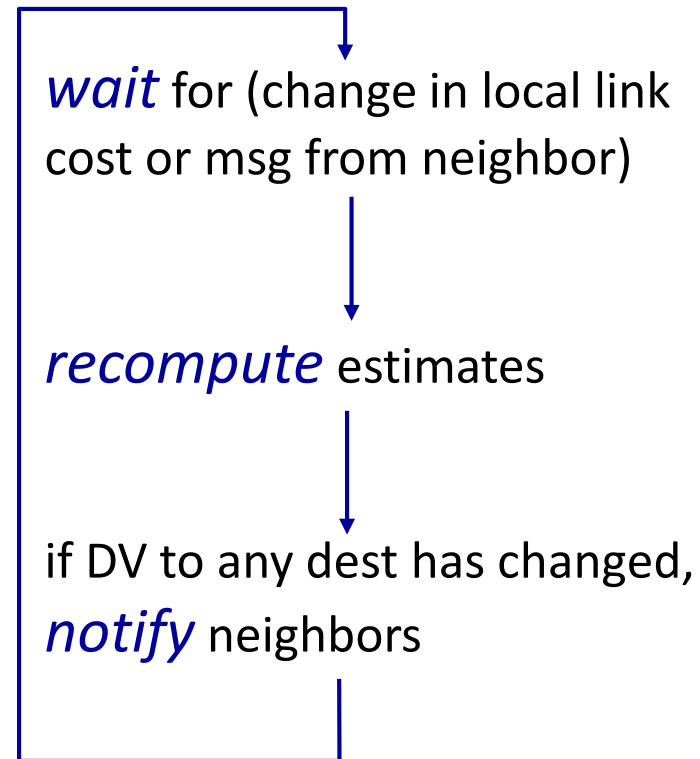 wait for (change in local link
cost or msg from neighbor)
recompute estimates
if DV to any dest has changed,
notify neighbors